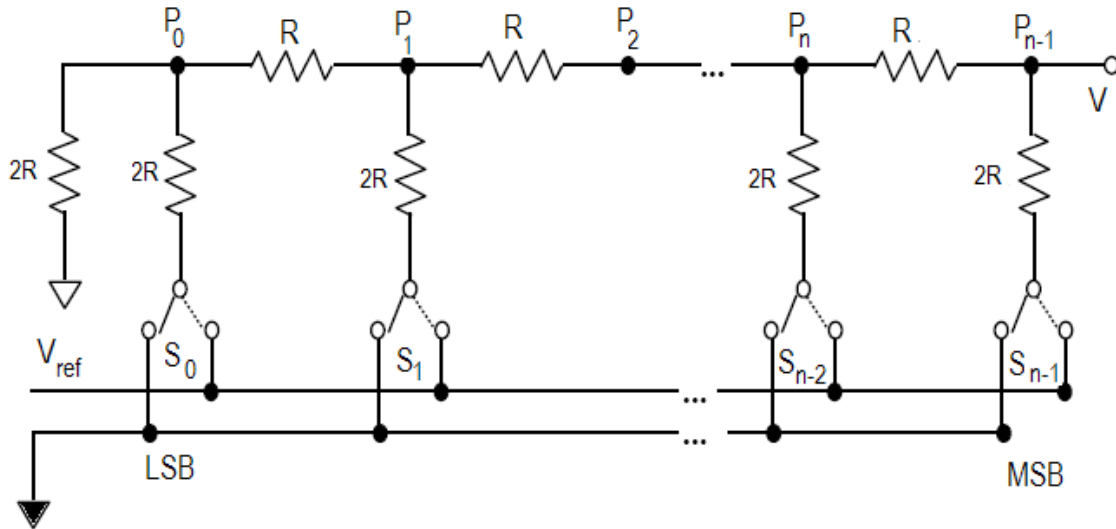 P0 R P1 R P2 Pn R Pn-1
V
2R 2R 2R 2R 2R
...
Vref S0 S1 Sn-2 Sn-1
...
...
LSB MSB